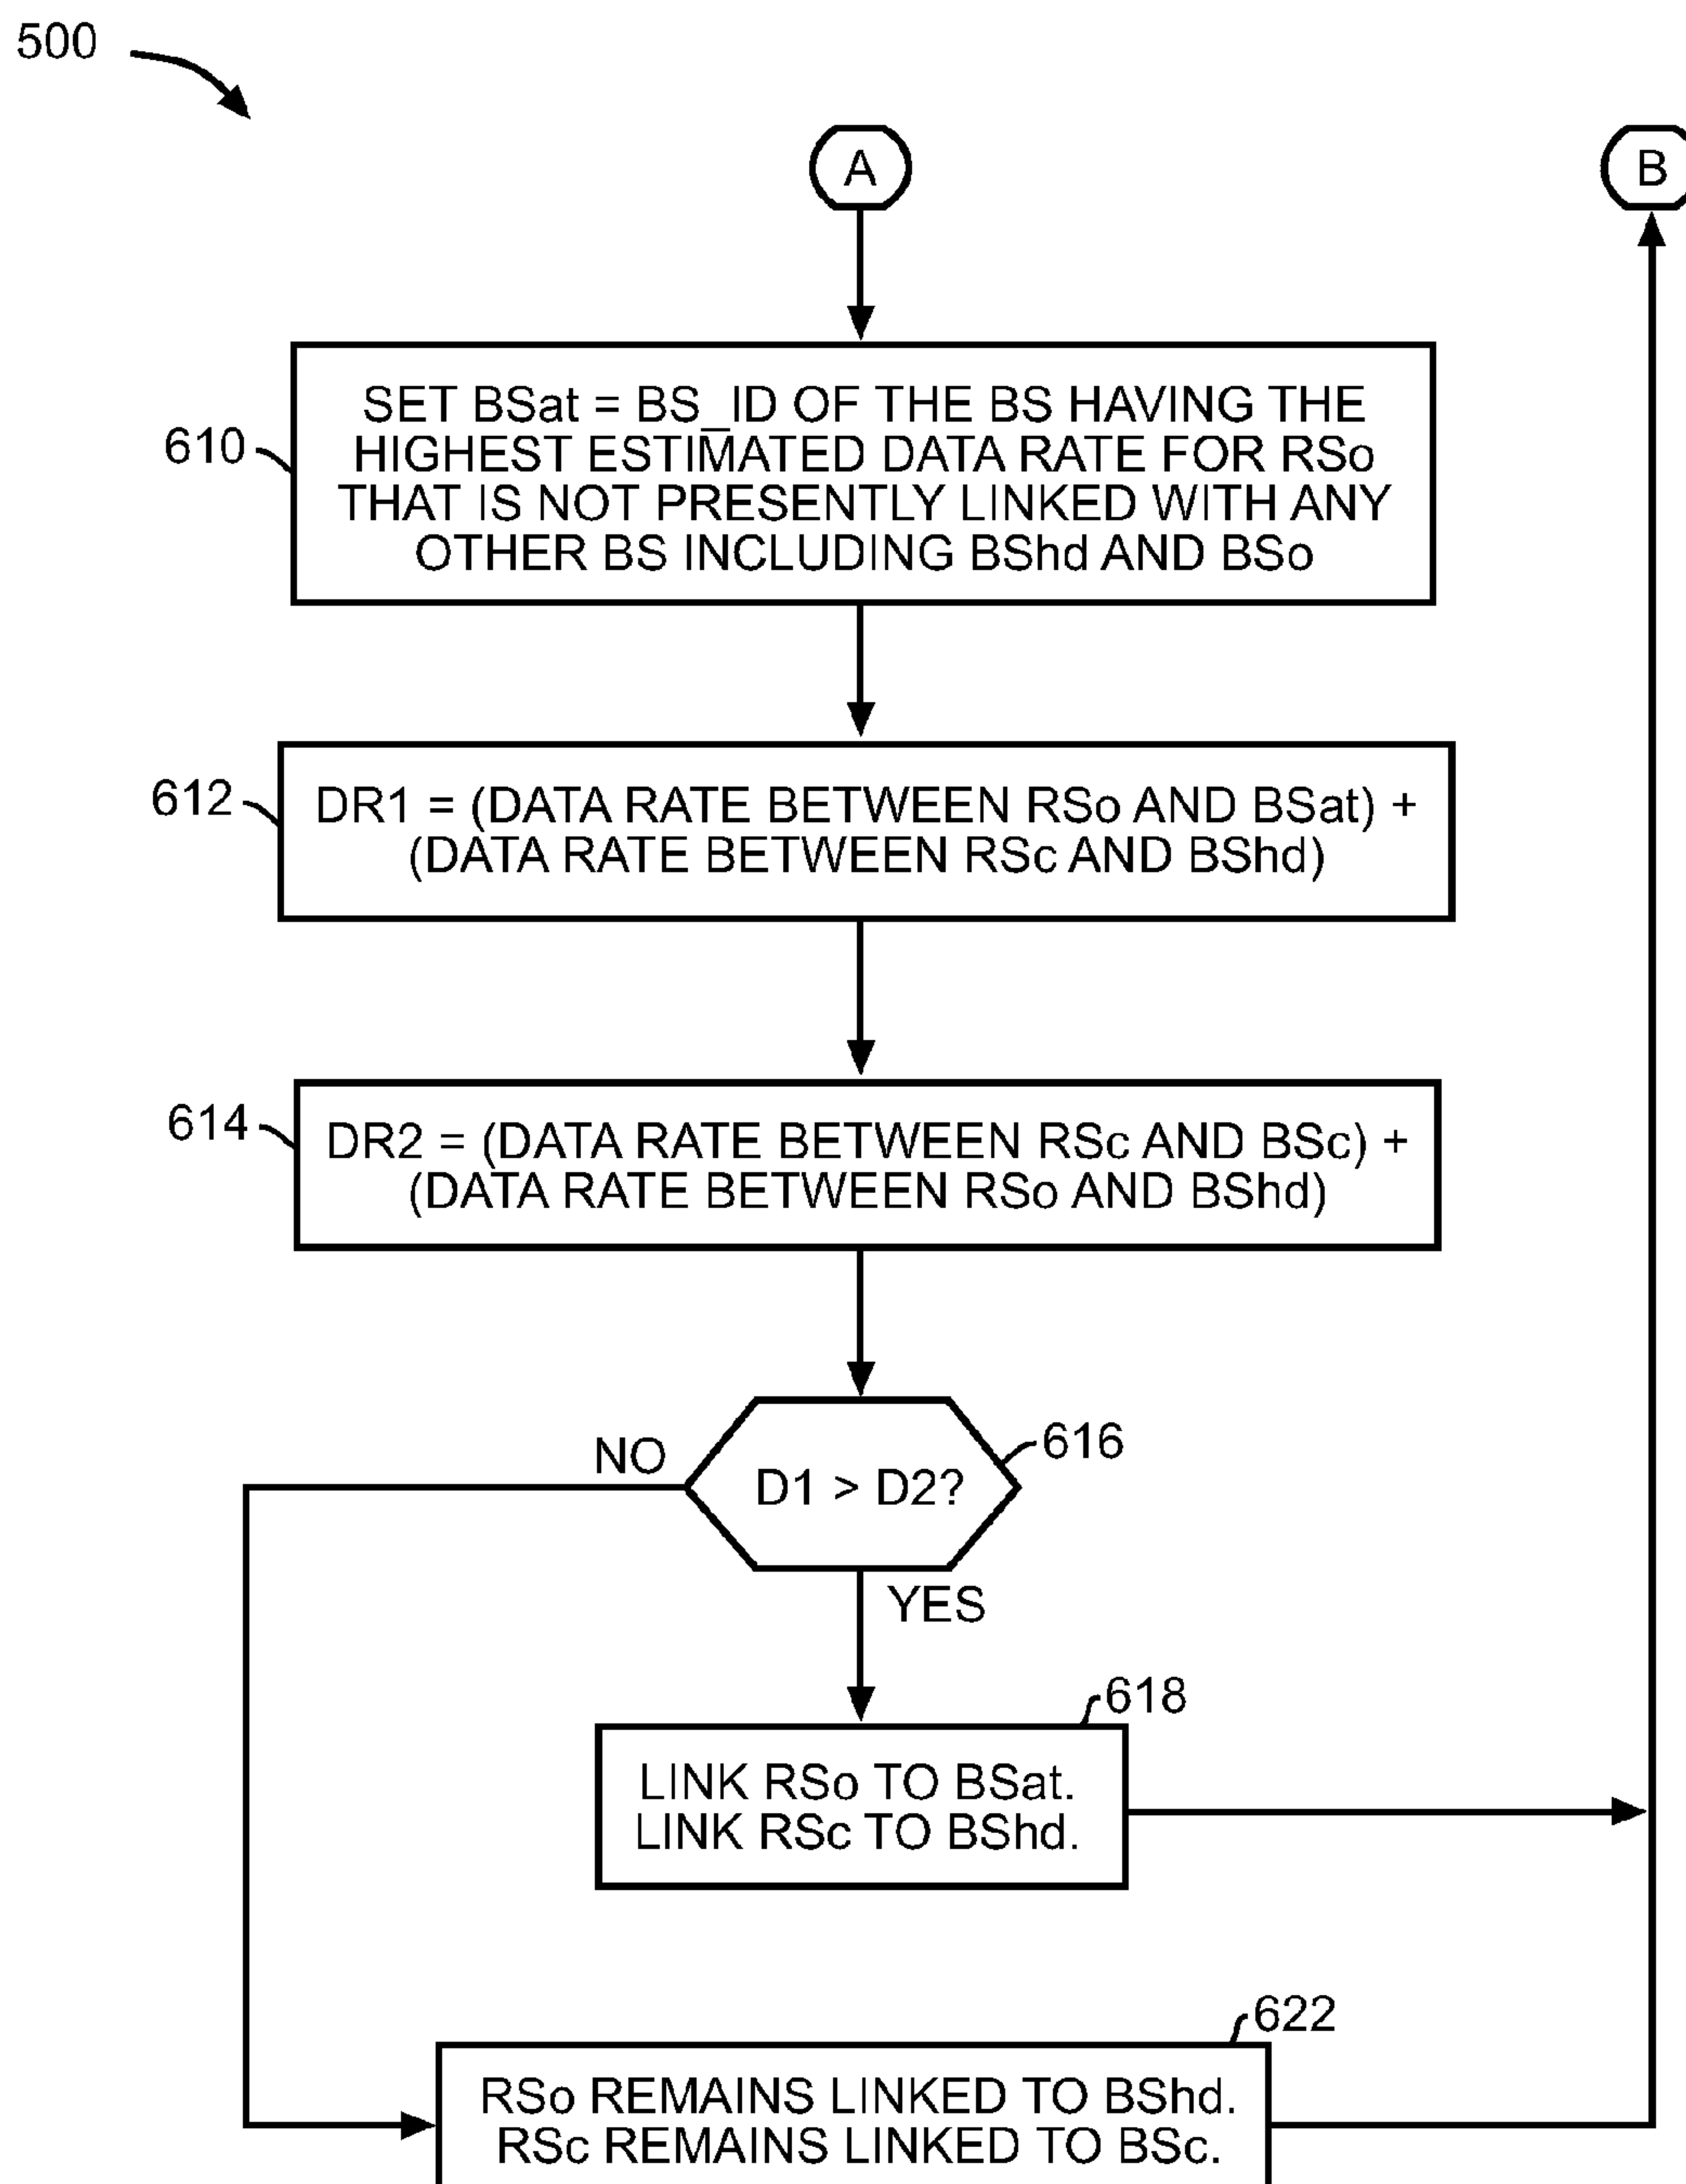 500
A
B
610
SET BSat = BS_ID OF THE BS HAVING THE
HIGHEST ESTIMATED DATA RATE FOR RSo
THAT IS NOT PRESENTLY LINKED WITH ANY
OTHER BS INCLUDING BShd AND BSo
612
DR1 = (DATA RATE BETWEEN RSo AND BSat) +
(DATA RATE BETWEEN RSc AND BShd)
614
DR2 = (DATA RATE BETWEEN RSc AND BSc) +
(DATA RATE BETWEEN RSo AND BShd)
616
NO
D1 > D2?
YES
618
LINK RSo TO BSat.
LINK RSc TO BShd.
622
RSo REMAINS LINKED TO BShd.
RSc REMAINS LINKED TO BSc.